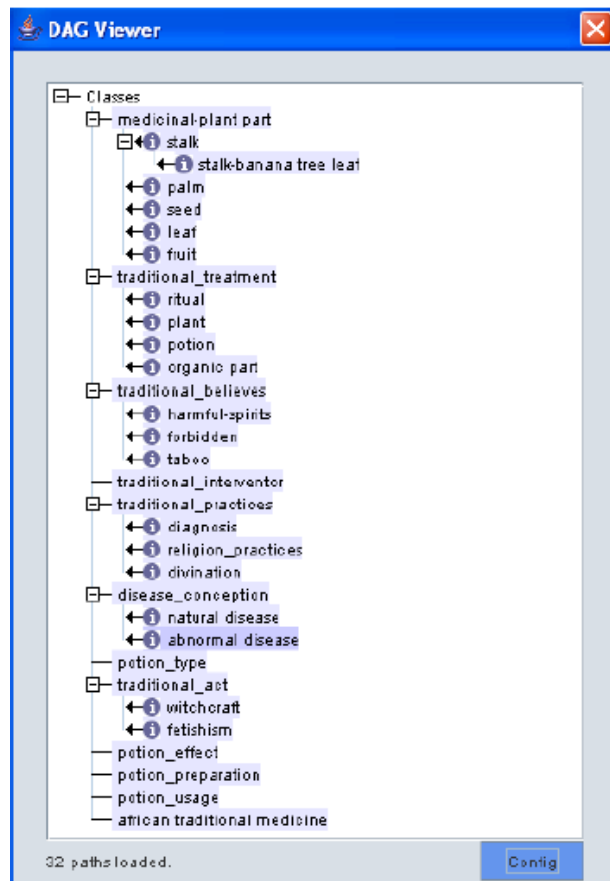 DAG Viewer
Classes
medicinal-plant part
stalk
stalk-banana tree leaf
palm
seed
leaf
fruit
traditional_treatment
ritual
plant
potion
organic part
traditional_believes
harmful-spirits
forbidden
taboo
traditional_interventor
traditional_practices
diagnosis
religion_practices
divination
disease_conception
natural disease
abnormal disease
potion_type
traditional_act
witchcraft
fetishism
potion_effect
potion_preparation
potion_usage
african traditional medicine
32 paths loaded. Config